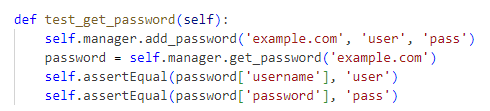 def test_get_password(self):
    self.manager.add_password('example.com', 'user', 'pass')
    password = self.manager.get_password('example.com')
    self.assertEqual(password['username'], 'user')
    self.assertEqual(password['password'], 'pass')